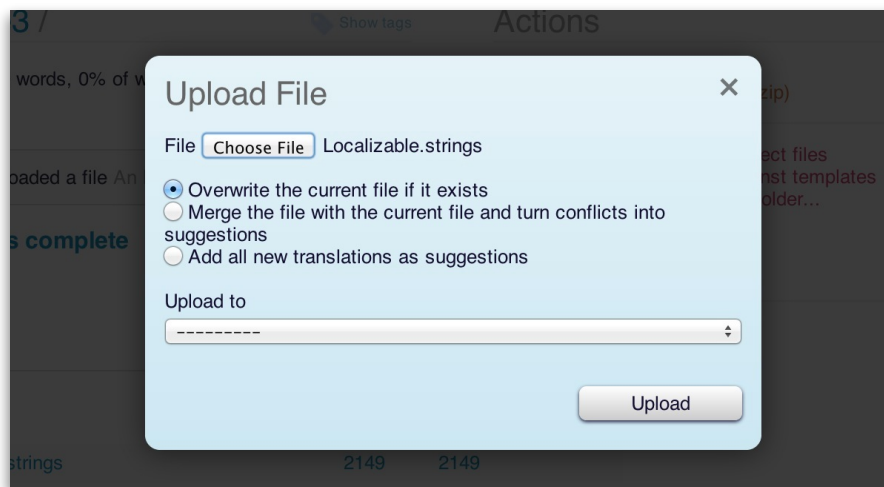 3 /
Show tags
Actions
words, 0% of w
Upload File
×
zip)
File Choose File Localizable.strings
ect files
oaded a file An
Overwrite the current file if it exists
nst templates
older...
Merge the file with the current file and turn conflicts into
suggestions
s complete
Add all new translations as suggestions
Upload to
---------
Upload
strings 2149 2149